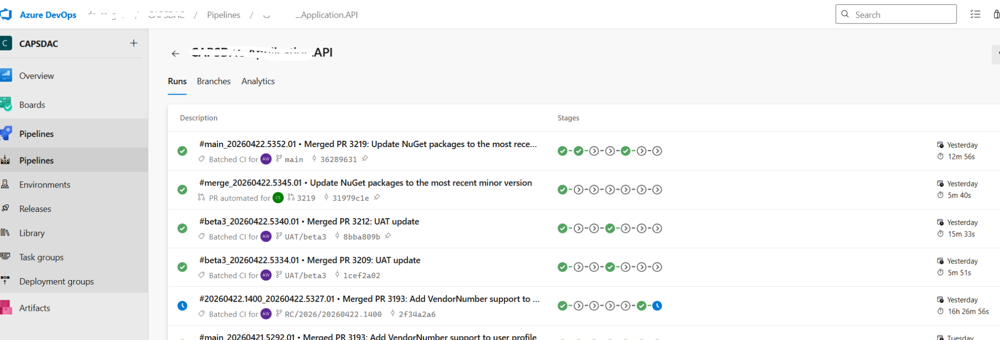 Azure DevOps / CAPSDAC / Pipelines / .Application.API
Search
C CAPSDAC +
.API
Overview
Runs Branches Analytics
Boards
Description Stages
Pipelines
#main_20260422.5352.01 • Merged PR 3219: Update NuGet packages to the most rece...
Yesterday
Batched CI for AW main 36289631
12m 56s
Pipelines
Environments
#merge_20260422.5345.01 • Update NuGet packages to the most recent minor version
Yesterday
PR automated for CS 3219 31979c1e
5m 40s
Releases
#beta3_20260422.5340.01 • Merged PR 3212: UAT update
Yesterday
Library
Batched CI for AW UAT/beta3 8bba809b
15m 33s
Task groups
#beta3_20260422.5334.01 • Merged PR 3209: UAT update
Yesterday
Batched CI for AW UAT/beta3 1cef2a02
5m 51s
Deployment groups
#20260422.1400_20260422.5327.01 • Merged PR 3193: Add VendorNumber support to ...
Yesterday
Artifacts
Batched CI for AW RC/2026/20260422.1400 2f34a2a6
16h 26m 56s
#main_20260421.5292.01 • Merged PR 3193: Add VendorNumber support to user profile
Tuesday